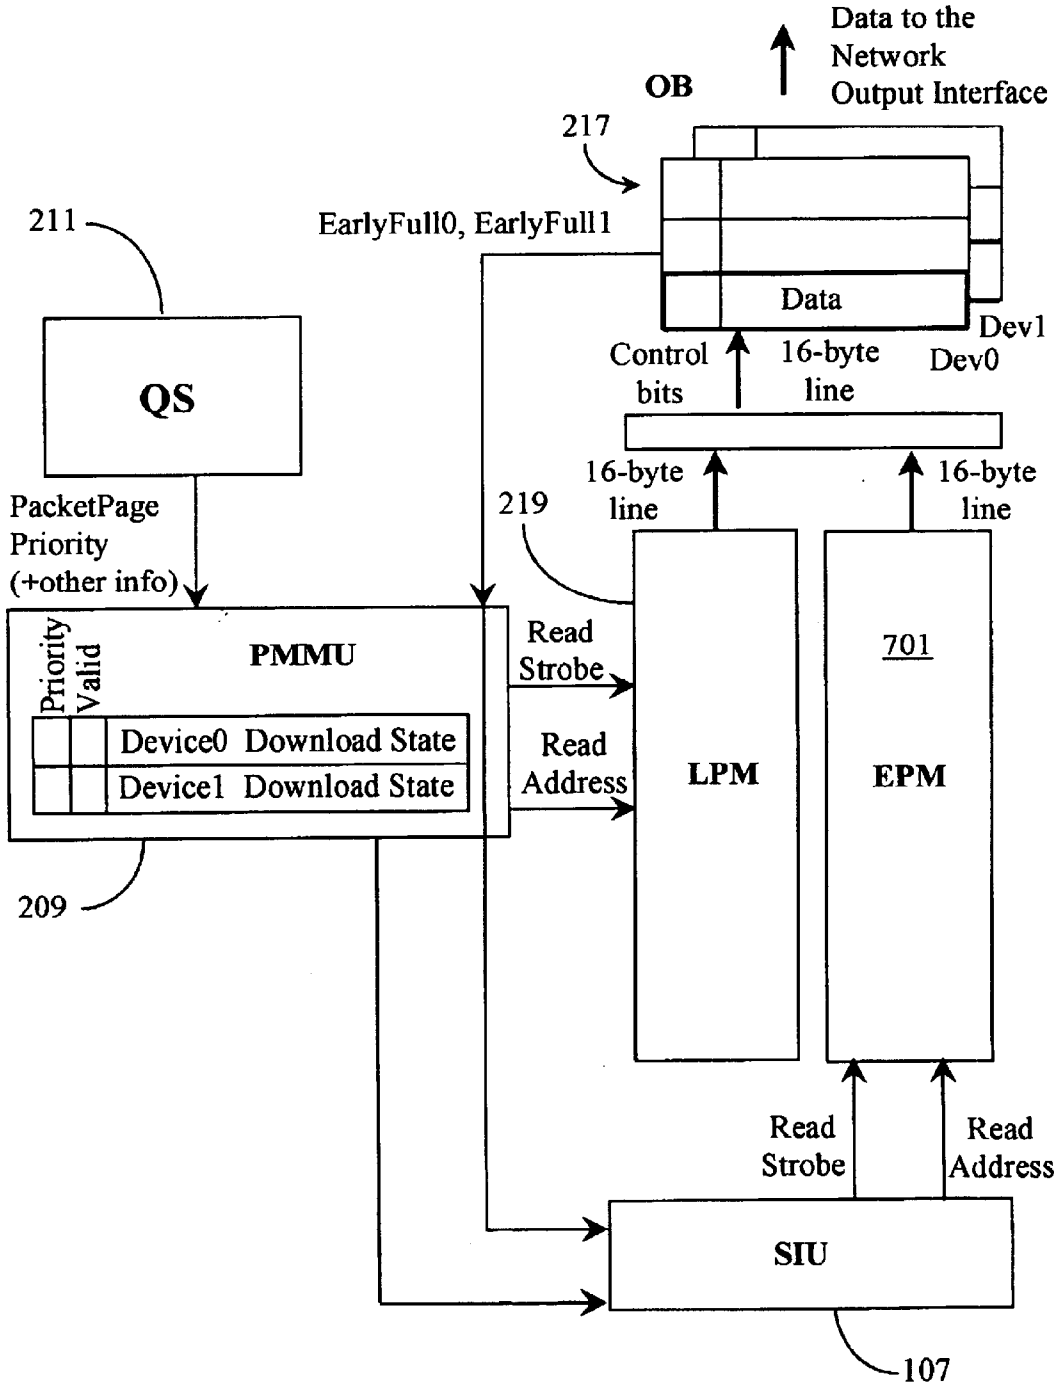 Data to the
Network
Output Interface
OB
217
211
EarlyFull0, EarlyFull1
Data
Dev1
Dev0
Control
bits
16-byte
line
QS
16-byte
line
16-byte
line
219
PacketPage
Priority
(+other info)
Priority
Valid
PMMU
Read
Strobe
701
Device0 Download State
Device1 Download State
Read
Address
LPM
EPM
209
Read
Strobe
Read
Address
SIU
107